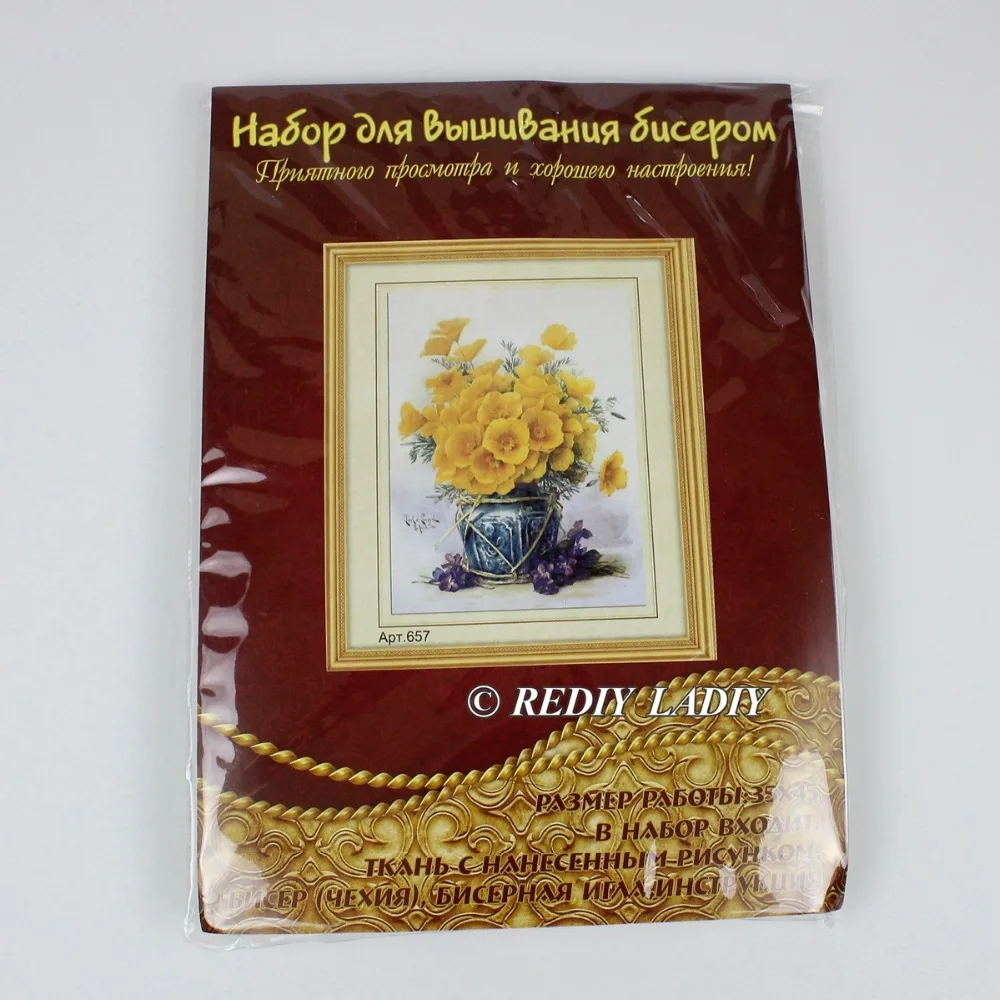 Набор для вышивания бисером
Приятного просмотра и хорошего настроения!
Арт.657
© REDIY LADIY
РАЗМЕР РАБОТЫ:35X45
В НАБОР ВХОДИТ:
ТКАНЬ С НАНЕСЕННЫМ РИСУНКОМ,
БИСЕР (ЧЕХИЯ), БИСЕРНАЯ ИГЛА,ИНСТРУКЦИЯ